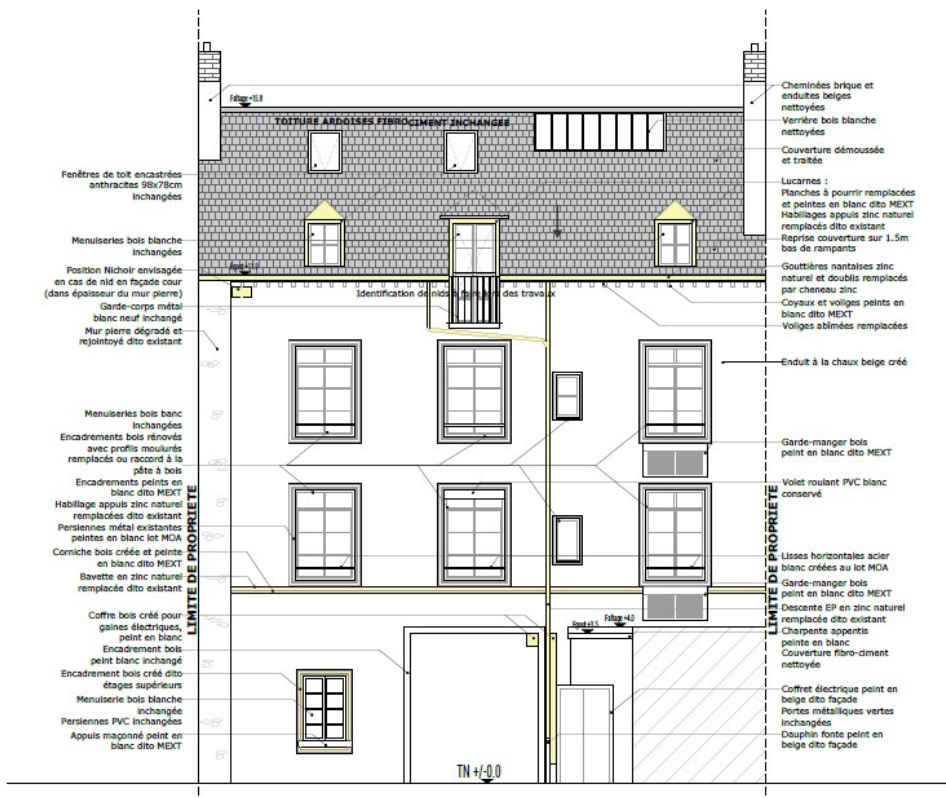 Faîtage +15.8
TOITURE ARDOISES FIBROCIMENT INCHANGEE
Fenêtres de toit encastrées
anthracites 98x78cm
inchangées
Menuiseries bois blanche
inchangées
Position Nichoir envisagée
en cas de nid en façade cour
(dans épaisseur du mur pierre)
Garde-corps métal
blanc neuf inchangé
Mur pierre dégradé et
rejointoyé dito existant
Menuiseries bois banc
inchangées
Encadrements bois rénovés
avec profils moulurés
remplacés ou raccord à la
pâte à bois
Encadrements peints en
blanc dito MEXT
Habillage appuis zinc naturel
remplacées dito existant
Persiennes métal existantes
peintes en blanc lot MOA
Corniche bois créée et peinte
en blanc dito MEXT
Bavette en zinc naturel
remplacée dito existant
Coffre bois créé pour
gaines électriques,
peint en blanc
Encadrement bois
peint blanc inchangé
Encadrement bois créé dito
étages supérieurs
Menuiserie bois blanche
inchangée
Persiennes PVC inchangées
Appuis maçonné peint en
blanc dito MEXT
LIMITE DE PROPRIETE
Identification de nids à faire lors des travaux
Egout +3.5
Faîtage +4.0
TN +/-0.0
LIMITE DE PROPRIETE
Cheminées brique et
enduites beiges
nettoyées
Verrière bois blanche
nettoyées
Couverture démoussée
et traitée
Lucarnes :
Planches à pourrir remplacées
et peintes en blanc dito MEXT
Habillages appuis zinc naturel
remplacés dito existant
Reprise couverture sur 1.5m
bas de rampants
Gouttières nantaises zinc
naturel et doublis remplacés
par cheneau zinc
Coyaux et voliges peints en
blanc dito MEXT
Voliges abîmées remplacées
Enduit à la chaux beige créé
Garde-manger bois
peint en blanc dito MEXT
Volet roulant PVC blanc
conservé
Lisses horizontales acier
blanc créées au lot MOA
Garde-manger bois
peint en blanc dito MEXT
Descente EP en zinc naturel
remplacée dito existant
Charpente appentis
peinte en blanc
Couverture fibro-ciment
nettoyée
Coffret électrique peint en
beige dito façade
Portes métalliques vertes
inchangées
Dauphin fonte peint en
beige dito façade